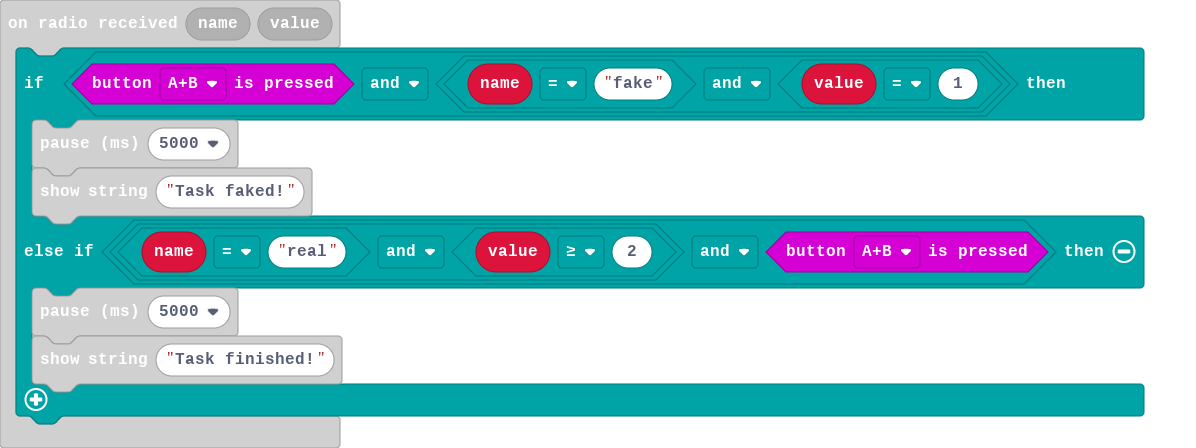 on radio received name value
if button A+B is pressed and name = "fake" and value = 1 then
pause (ms) 5000
show string "Task faked!"
else if name = "real" and value ≥ 2 and button A+B is pressed then
pause (ms) 5000
show string "Task finished!"